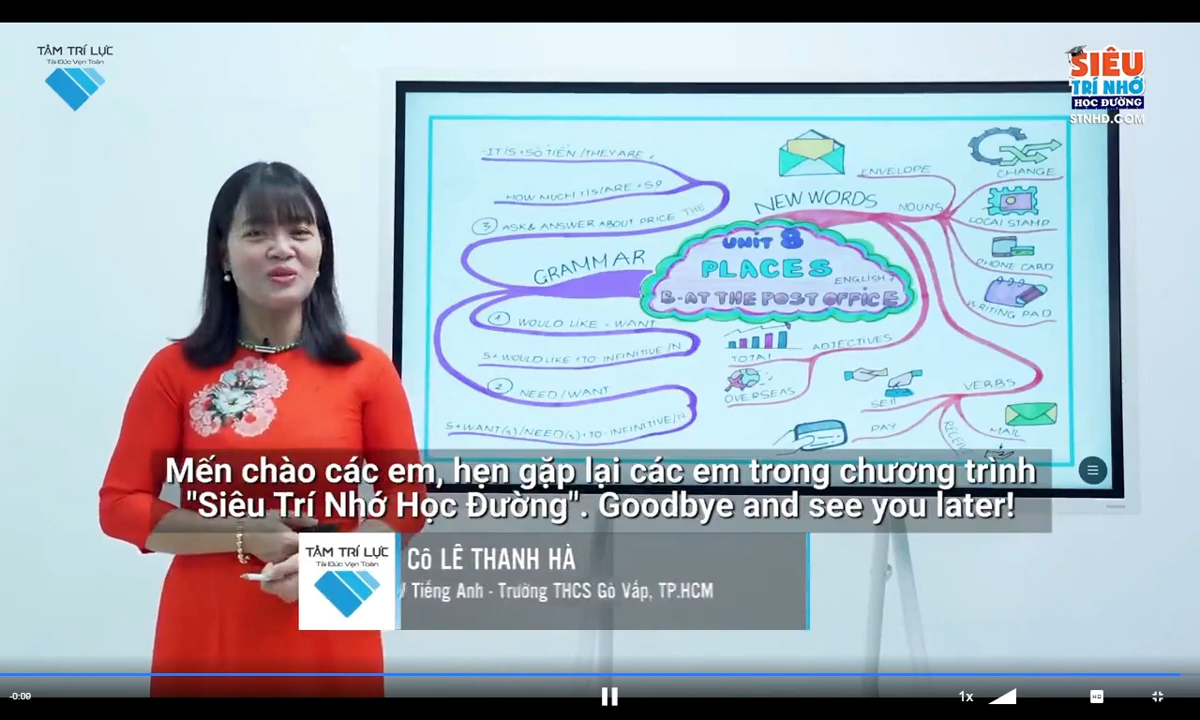 TÂM TRÍ LỰC
Tài Đức Vẹn Toàn
SIÊU
TRÍ NHỚ
HỌC ĐƯỜNG
STNHD.COM
-IT IS + SỐ TIỀN / THEY ARE
HOW MUCH + IS/ARE + S?
3 ASK & ANSWER ABOUT PRICE THE
GRAMMAR
1 WOULD LIKE = WANT
S + WOULD LIKE + TO INFINITIVE / N
2 NEED / WANT
S + WANT(S) / NEED(S) + TO-INFINITIVE / N
UNIT 8
PLACES
ENGLISH 7
B-AT THE POST OFFICE
NEW WORDS
NOUNS
ENVELOPE
CHANGE
LOCAL STAMP
PHONE CARD
WRITING PAD
ADJECTIVES
TOTAL
OVERSEAS
VERBS
SELL
PAY
RECEIVE
MAIL
Mến chào các em, hẹn gặp lại các em trong chương trình
"Siêu Trí Nhớ Học Đường". Goodbye and see you later!
TÂM TRÍ LỰC
Tài Đức Vẹn Toàn
Cô LÊ THANH HÀ
Tiếng Anh - Trường THCS Gò Vấp, TP.HCM
-0:09
1x
HD